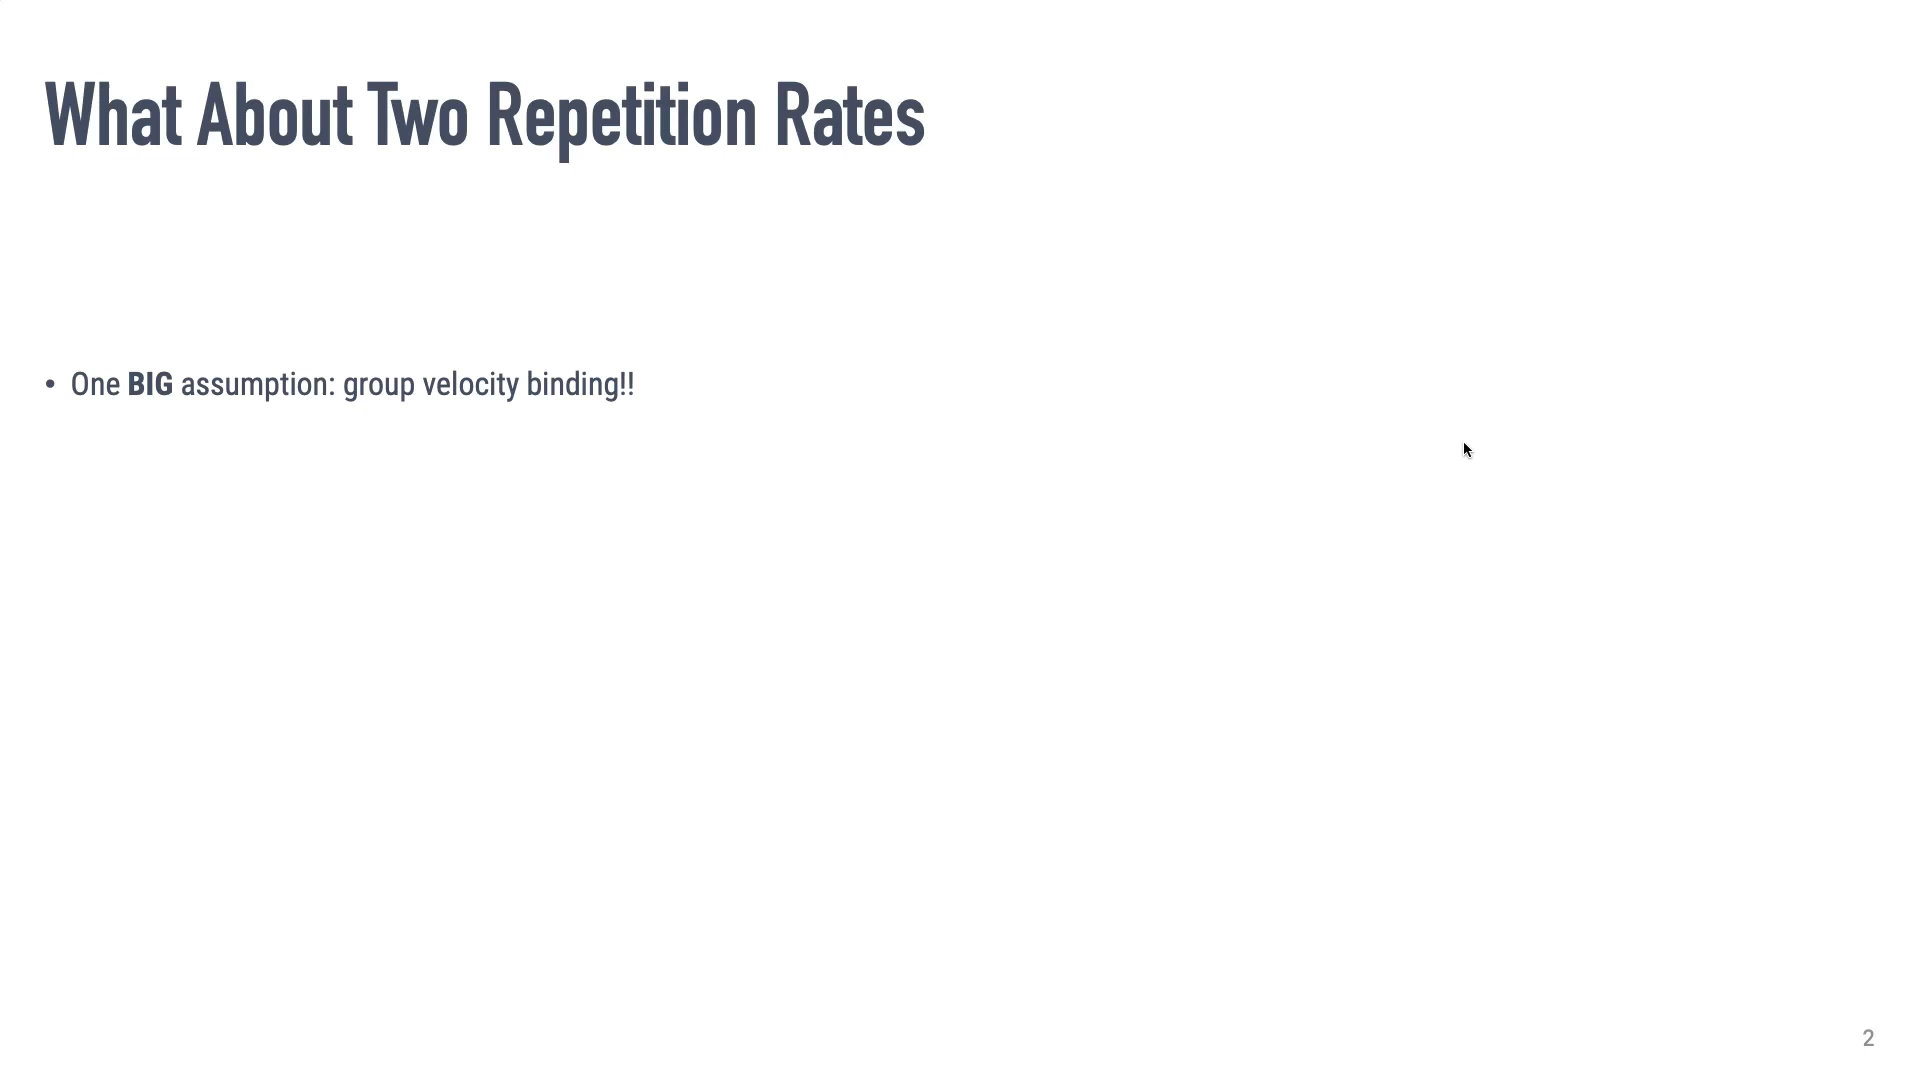 What About Two Repetition Rates
• One BIG assumption: group velocity binding!!
2